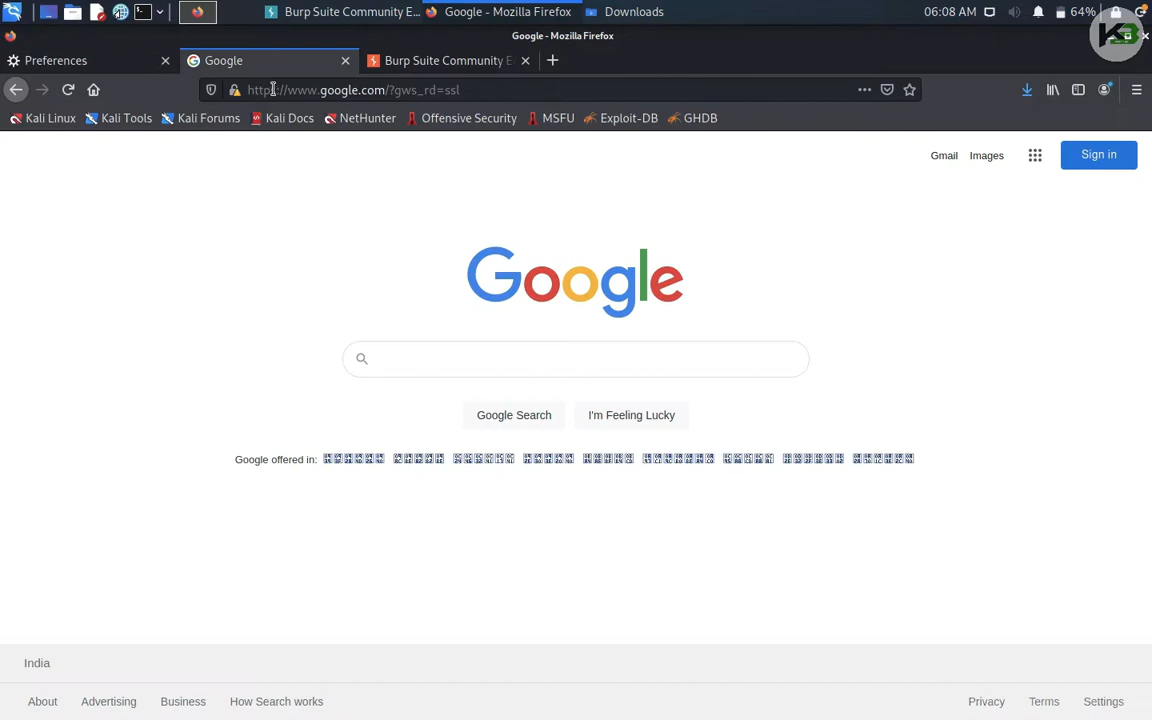 Burp Suite Community E...
Google - Mozilla Firefox
Downloads
06:08 AM
64%
Google - Mozilla Firefox
Preferences
Google
Burp Suite Community E
https://www.google.com/?gws_rd=ssl
Kali Linux
Kali Tools
Kali Forums
Kali Docs
NetHunter
Offensive Security
MSFU
Exploit-DB
GHDB
Gmail
Images
Sign in
Google
Google Search
I'm Feeling Lucky
Google offered in:
India
About
Advertising
Business
How Search works
Privacy
Terms
Settings